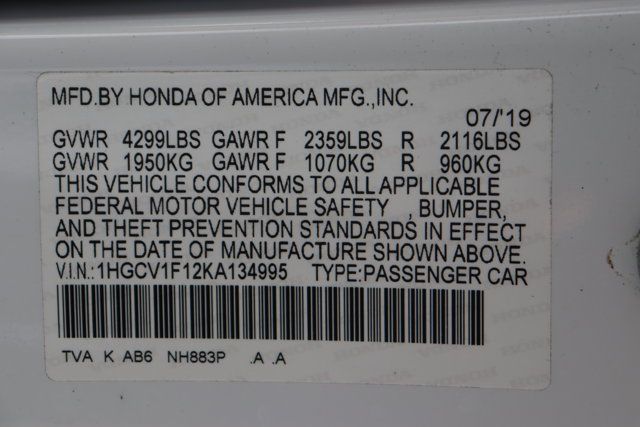 MFD.BY HONDA OF AMERICA MFG.,INC.
07/'19
GVWR 4299LBS GAWR F 2359LBS R 2116LBS
GVWR 1950KG GAWR F 1070KG R 960KG
THIS VEHICLE CONFORMS TO ALL APPLICABLE
FEDERAL MOTOR VEHICLE SAFETY , BUMPER,
AND THEFT PREVENTION STANDARDS IN EFFECT
ON THE DATE OF MANUFACTURE SHOWN ABOVE.
V.I.N.:1HGCV1F12KA134995 TYPE:PASSENGER CAR
TVA K AB6 NH883P .A .A